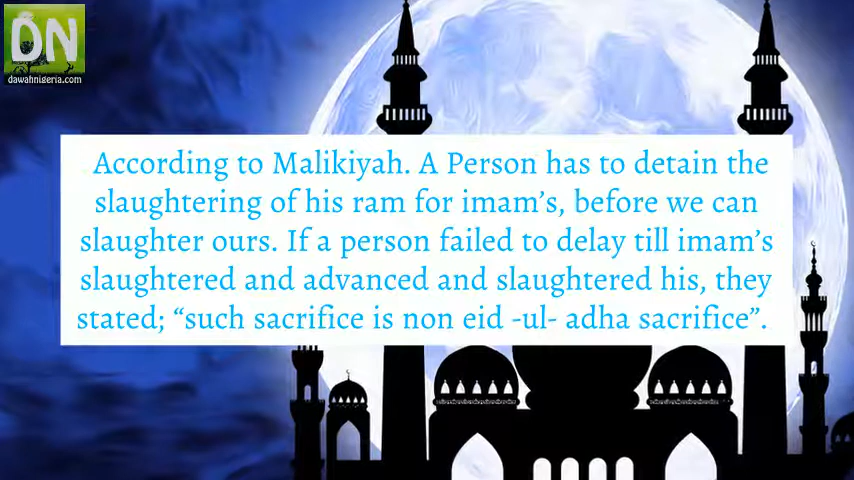 DN
dawahnigeria.com
According to Malikiyah. A Person has to detain the
slaughtering of his ram for imam’s, before we can
slaughter ours. If a person failed to delay till imam’s
slaughtered and advanced and slaughtered his, they
stated; “such sacrifice is non eid -ul- adha sacrifice”.